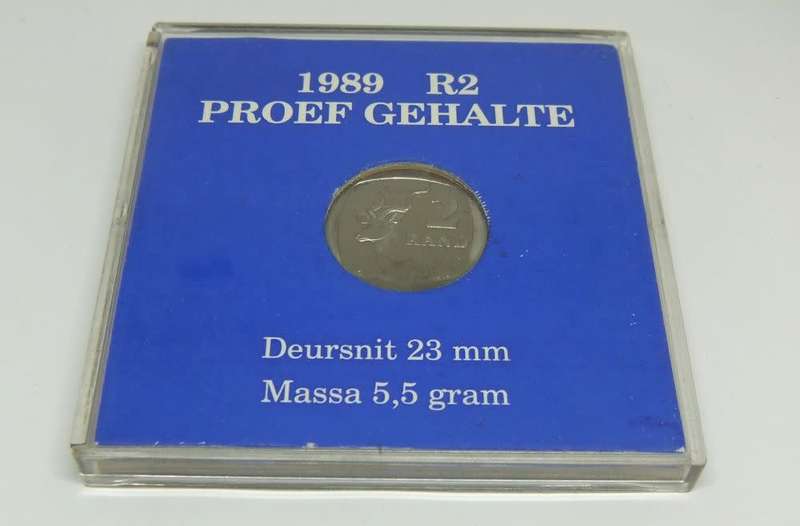 1989 R2
PROEF GEHALTE
2
RAND
Deursnit 23 mm
Massa 5,5 gram